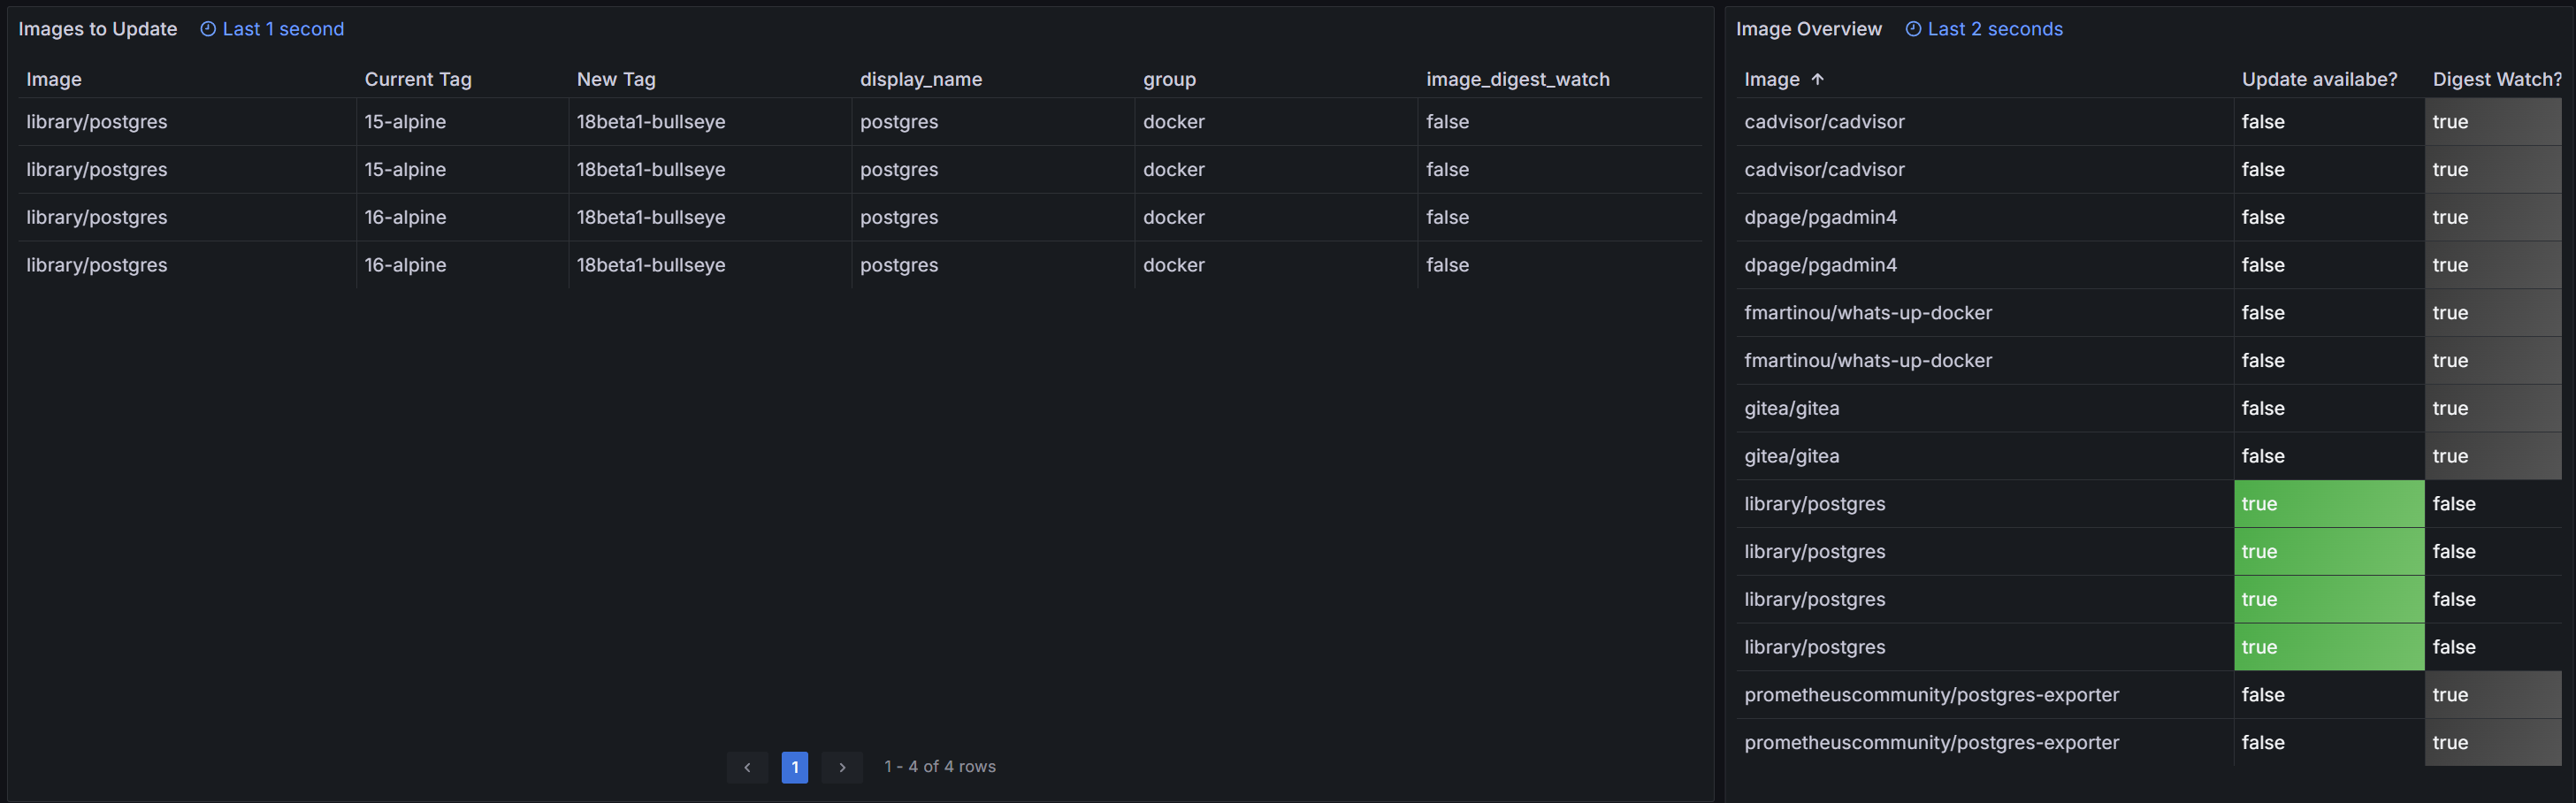 Images to Update Last 1 second
Image Current Tag New Tag display_name group image_digest_watch
library/postgres 15-alpine 18beta1-bullseye postgres docker false
library/postgres 15-alpine 18beta1-bullseye postgres docker false
library/postgres 16-alpine 18beta1-bullseye postgres docker false
library/postgres 16-alpine 18beta1-bullseye postgres docker false
1
1 - 4 of 4 rows
Image Overview Last 2 seconds
Image Update availabe? Digest Watch?
cadvisor/cadvisor false true
cadvisor/cadvisor false true
dpage/pgadmin4 false true
dpage/pgadmin4 false true
fmartinou/whats-up-docker false true
fmartinou/whats-up-docker false true
gitea/gitea false true
gitea/gitea false true
library/postgres true false
library/postgres true false
library/postgres true false
library/postgres true false
prometheuscommunity/postgres-exporter false true
prometheuscommunity/postgres-exporter false true